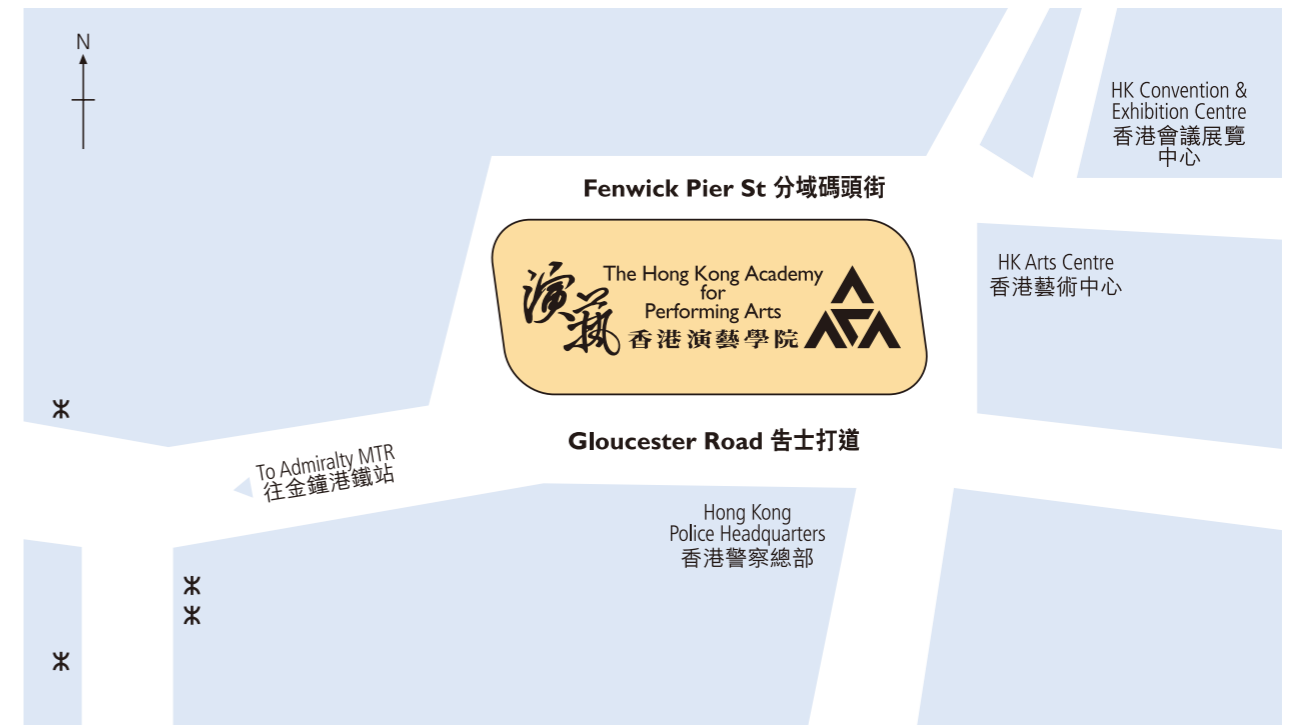 N
HK Convention &
Exhibition Centre
香港會議展覽
中心
Fenwick Pier St 分域碼頭街
演藝
The Hong Kong Academy
for
Performing Arts
香港演藝學院
HK Arts Centre
香港藝術中心
Gloucester Road 告士打道
To Admiralty MTR
往金鐘港鐵站
Hong Kong
Police Headquarters
香港警察總部